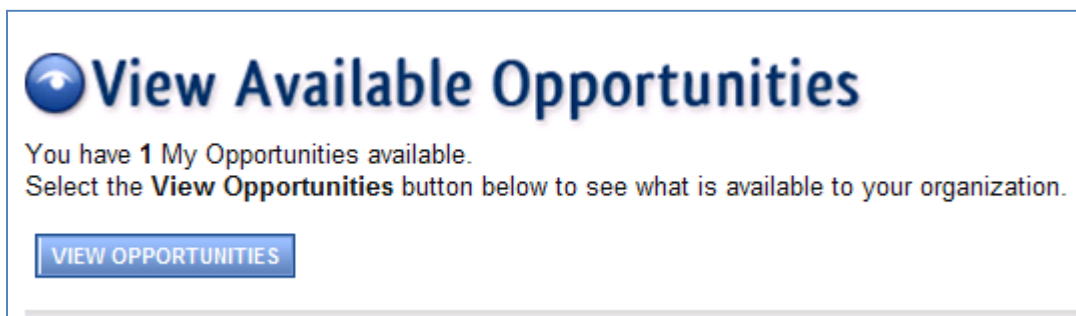 View Available Opportunities
You have 1 My Opportunities available.
Select the View Opportunities button below to see what is available to your organization.
VIEW OPPORTUNITIES